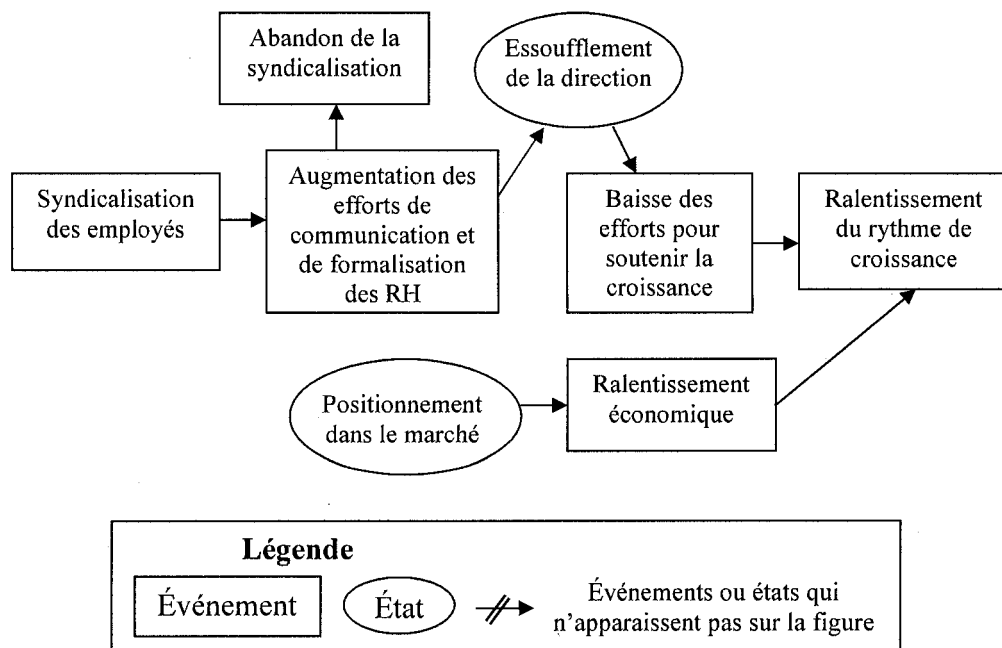 Abandon de la
syndicalisation
Essoufflement
de la direction
Syndicalisation
des employés
Augmentation des
efforts de
communication et
de formalisation
des RH
Baisse des
efforts pour
soutenir la
croissance
Ralentissement
du rythme de
croissance
Positionnement
dans le marché
Ralentissement
économique
Légende
Événement
État
Événements ou états qui
n'apparaissent pas sur la figure